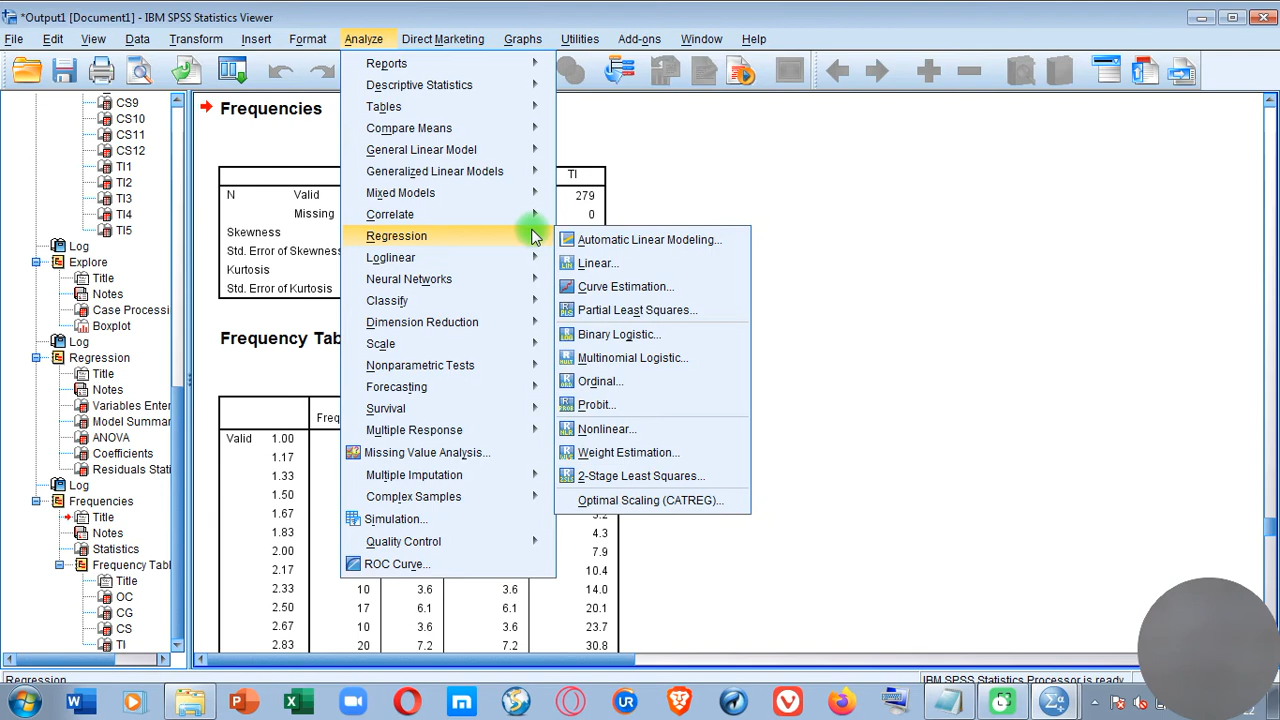 *Output1 [Document1] - IBM SPSS Statistics Viewer
File Edit View Data Transform Insert Format Analyze Direct Marketing Graphs Utilities Add-ons Window Help
CS9
CS10
CS11
CS12
TI1
TI2
TI3
TI4
TI5
Log
Explore
Title
Notes
Case Processi
Boxplot
Log
Regression
Title
Notes
Variables Enter
Model Summar
ANOVA
Coefficients
Residuals Stati
Log
Frequencies
Title
Notes
Statistics
Frequency Tabl
Title
OC
CG
CS
TI
Frequencies
TI
N Valid 279
Missing 0
Skewness
Std. Error of Skewness
Kurtosis
Std. Error of Kurtosis
Frequency Tab
Freq
Valid 1.00
1.17
1.33
1.50
1.67
1.83 4.3
2.00 7.9
2.17 10.4
2.33 10 3.6 3.6 14.0
2.50 17 6.1 6.1 20.1
2.67 10 3.6 3.6 23.7
2.83 20 7.2 7.2 30.8
Reports
Descriptive Statistics
Tables
Compare Means
General Linear Model
Generalized Linear Models
Mixed Models
Correlate
Regression
Loglinear
Neural Networks
Classify
Dimension Reduction
Scale
Nonparametric Tests
Forecasting
Survival
Multiple Response
Missing Value Analysis...
Multiple Imputation
Complex Samples
Simulation...
Quality Control
ROC Curve...
Automatic Linear Modeling...
Linear...
Curve Estimation...
Partial Least Squares...
Binary Logistic...
Multinomial Logistic...
Ordinal...
Probit...
Nonlinear...
Weight Estimation...
2-Stage Least Squares...
Optimal Scaling (CATREG)...
Regression
IBM SPSS Statistics Processor is ready